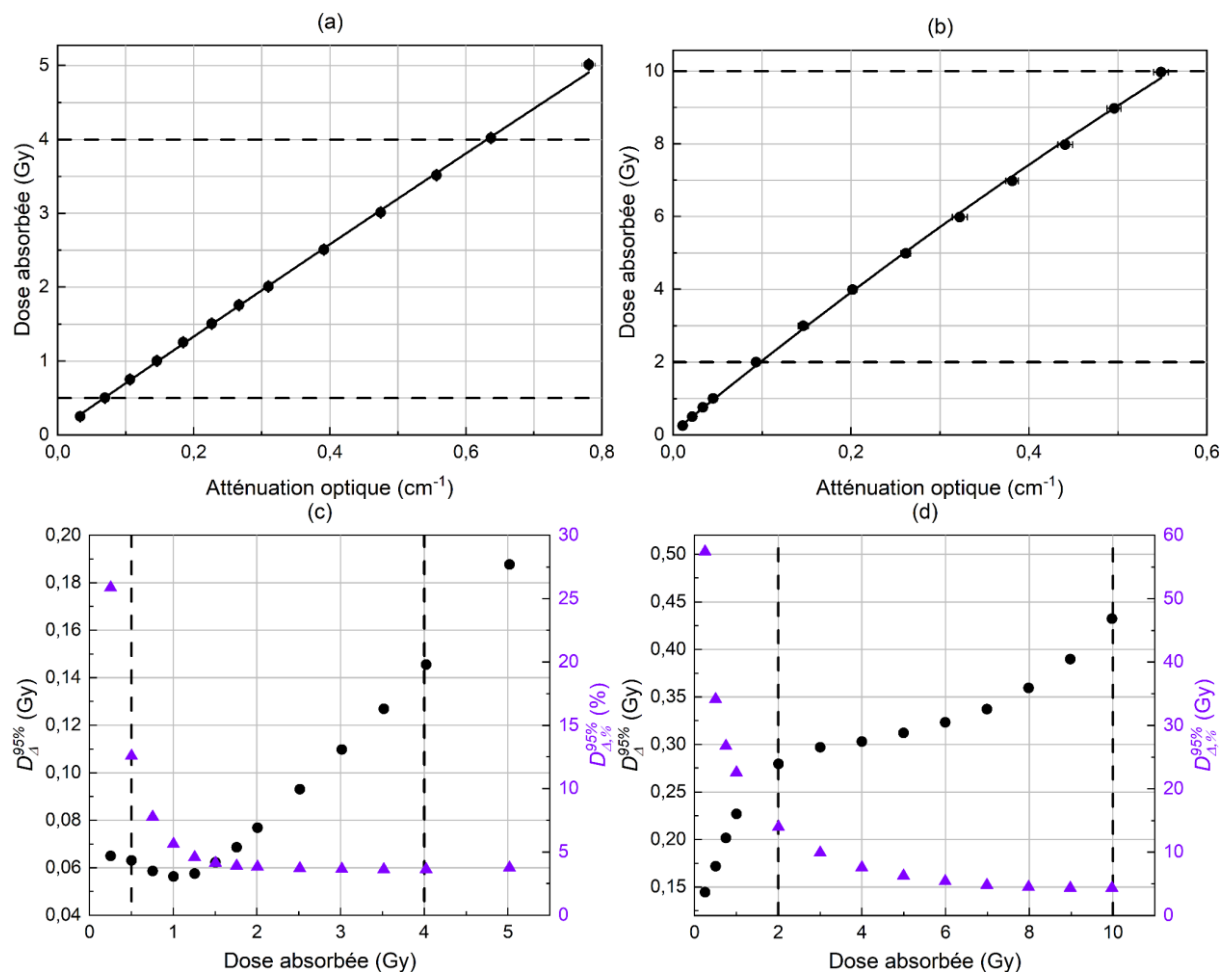 (a)
Dose absorbée (Gy)
5
4
3
2
1
0
0,0 0,2 0,4 0,6 0,8
Atténuation optique (cm⁻¹)
(b)
Dose absorbée (Gy)
10
8
6
4
2
0
0,0 0,2 0,4 0,6
Atténuation optique (cm⁻¹)
(c)
D_Δ^95% (Gy)
0,20
0,18
0,16
0,14
0,12
0,10
0,08
0,06
0,04
0 1 2 3 4 5
Dose absorbée (Gy)
30
25
20
15
10
5
0
D_Δ,%^95% (%)
(d)
D_Δ^95% (Gy)
0,50
0,45
0,40
0,35
0,30
0,25
0,20
0,15
0 2 4 6 8 10
Dose absorbée (Gy)
60
50
40
30
20
10
0
D_Δ,%^95% (Gy)